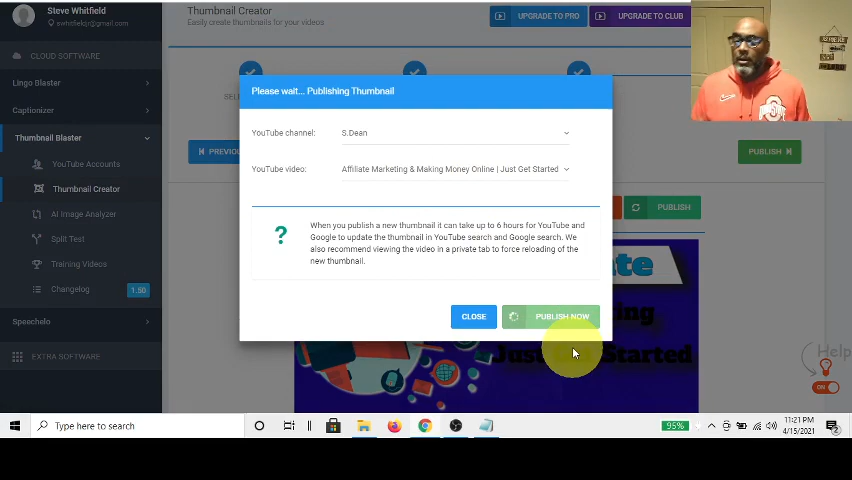 Steve Whitfield
swhitfieldjr@gmail.com
CLOUD SOFTWARE
Lingo Blaster
Captionizer
Thumbnail Blaster
YouTube Accounts
Thumbnail Creator
AI Image Analyzer
Split Test
Training Videos
Changelog
1.50
Speechelo
EXTRA SOFTWARE
Thumbnail Creator
Easily create thumbnails for your videos
UPGRADE TO PRO
UPGRADE TO CLUB
PREVIO
PUBLISH
PUBLISH
Please wait... Publishing Thumbnail
YouTube channel:
S.Dean
YouTube video:
Affiliate Marketing & Making Money Online | Just Get Started
?
When you publish a new thumbnail it can take up to 6 hours for YouTube and
Google to update the thumbnail in YouTube search and Google search. We
also recommend viewing the video in a private tab to force reloading of the
new thumbnail.
CLOSE
PUBLISH NOW
Help
ON
Type here to search
95%
11:21 PM
4/15/2021
2